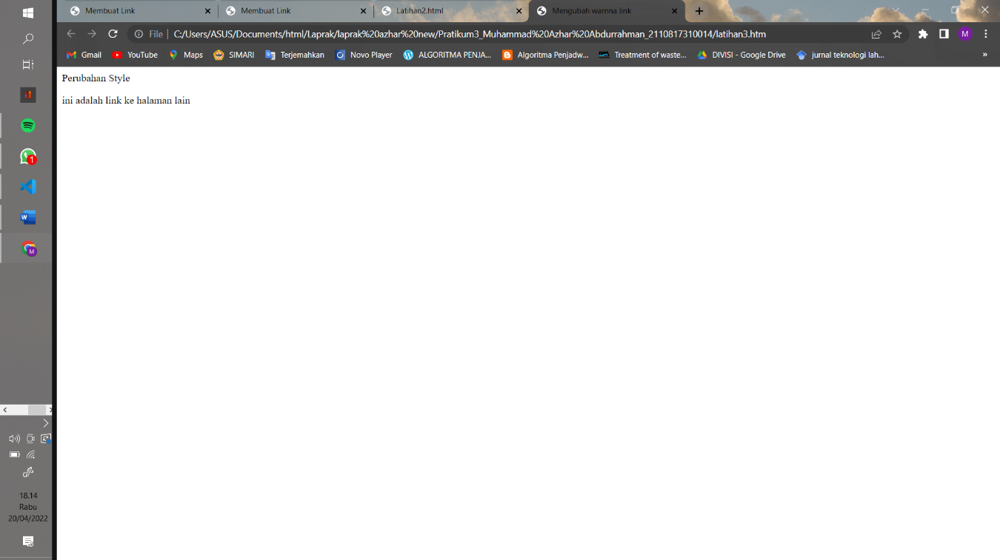 Membuat Link
Membuat Link
Latihan2.html
Mengubah warnna link
File
C:/Users/ASUS/Documents/html/Laprak/laprak%20azhar%20new/Pratikum3_Muhammad%20Azhar%20Abdurrahman_2110817310014/latihan3.htm
M
Gmail
YouTube
Maps
SIMARI
Terjemahkan
Novo Player
ALGORITMA PENJA...
Algoritma Penjadw...
Treatment of waste...
DIVISI - Google Drive
jurnal teknologi lah...
»
Perubahan Style
ini adalah link ke halaman lain
1
W
M
18.14
Rabu
20/04/2022